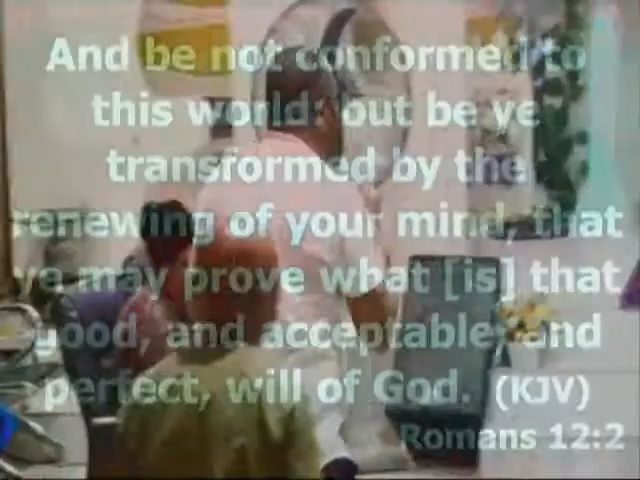 And be not conformed to
this world: but be ye
transformed by the
renewing of your mind, that
ye may prove what [is] that
good, and acceptable, and
perfect, will of God. (KJV)
Romans 12:2